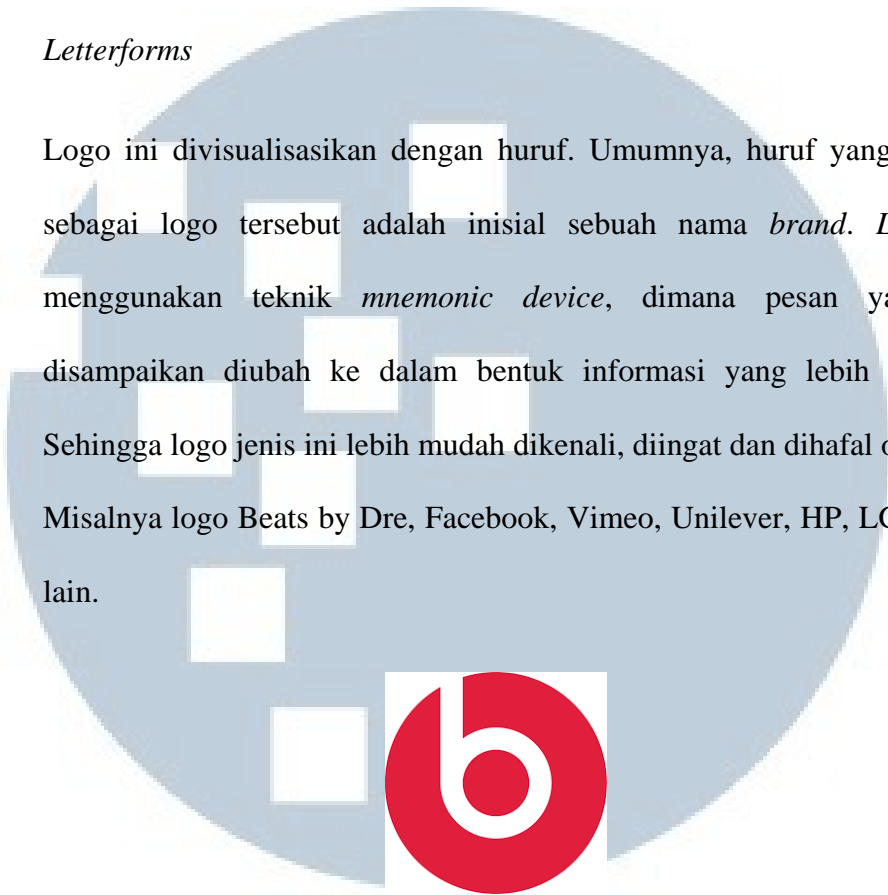 Letterforms
Logo ini divisualisasikan dengan huruf. Umumnya, huruf yang
sebagai logo tersebut adalah inisial sebuah nama brand.
menggunakan teknik mnemonic device, dimana pesan
disampaikan diubah ke dalam bentuk informasi yang lebih
Sehingga logo jenis ini lebih mudah dikenali, diingat dan dihafal
Misalnya logo Beats by Dre, Facebook, Vimeo, Unilever, HP,
lain.
b